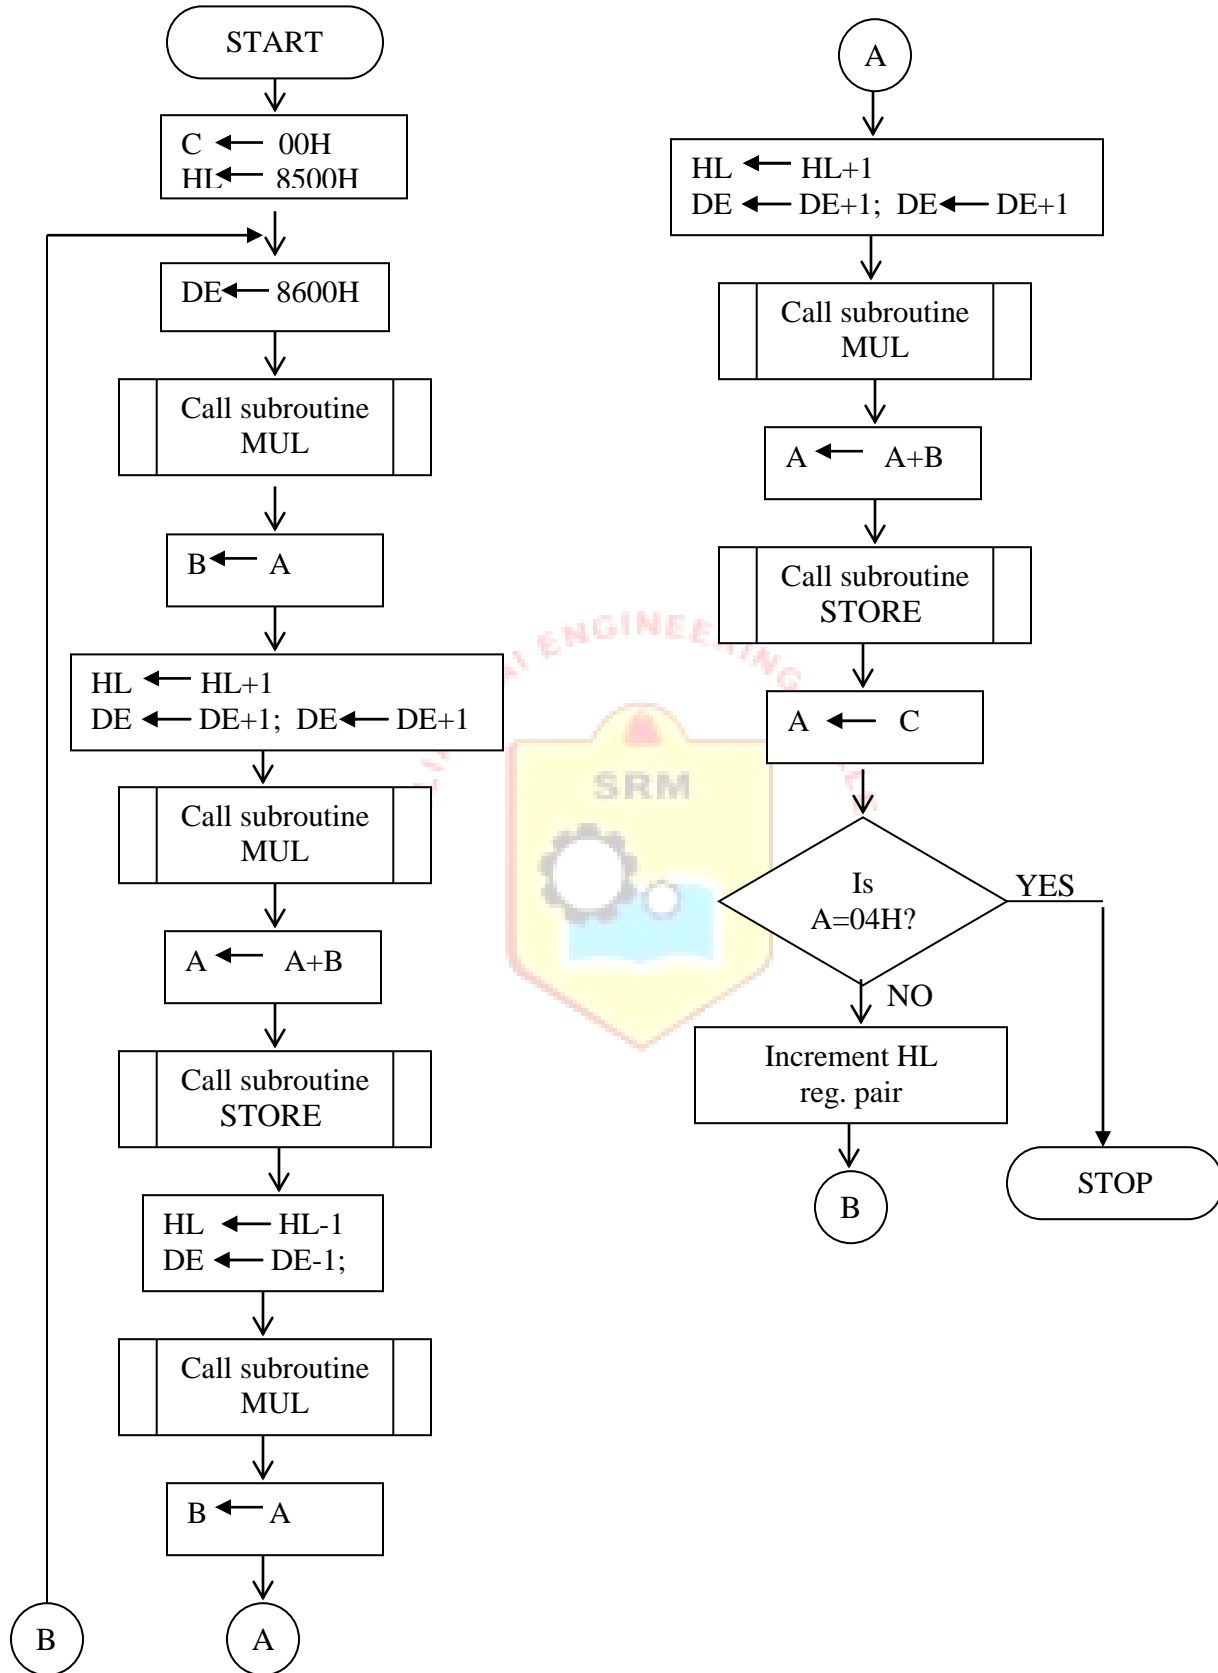 START
C ← 00H
HL ← 8500H
DE ← 8600H
Call subroutine
MUL
B ← A
HL ← HL+1
DE ← DE+1; DE ← DE+1
Call subroutine
MUL
A ← A+B
Call subroutine
STORE
HL ← HL-1
DE ← DE-1;
Call subroutine
MUL
B ← A
B
A
A
HL ← HL+1
DE ← DE+1; DE ← DE+1
Call subroutine
MUL
A ← A+B
Call subroutine
STORE
A ← C
Is
A=04H?
YES
NO
Increment HL
reg. pair
B
STOP
ENGINEERING
SRM